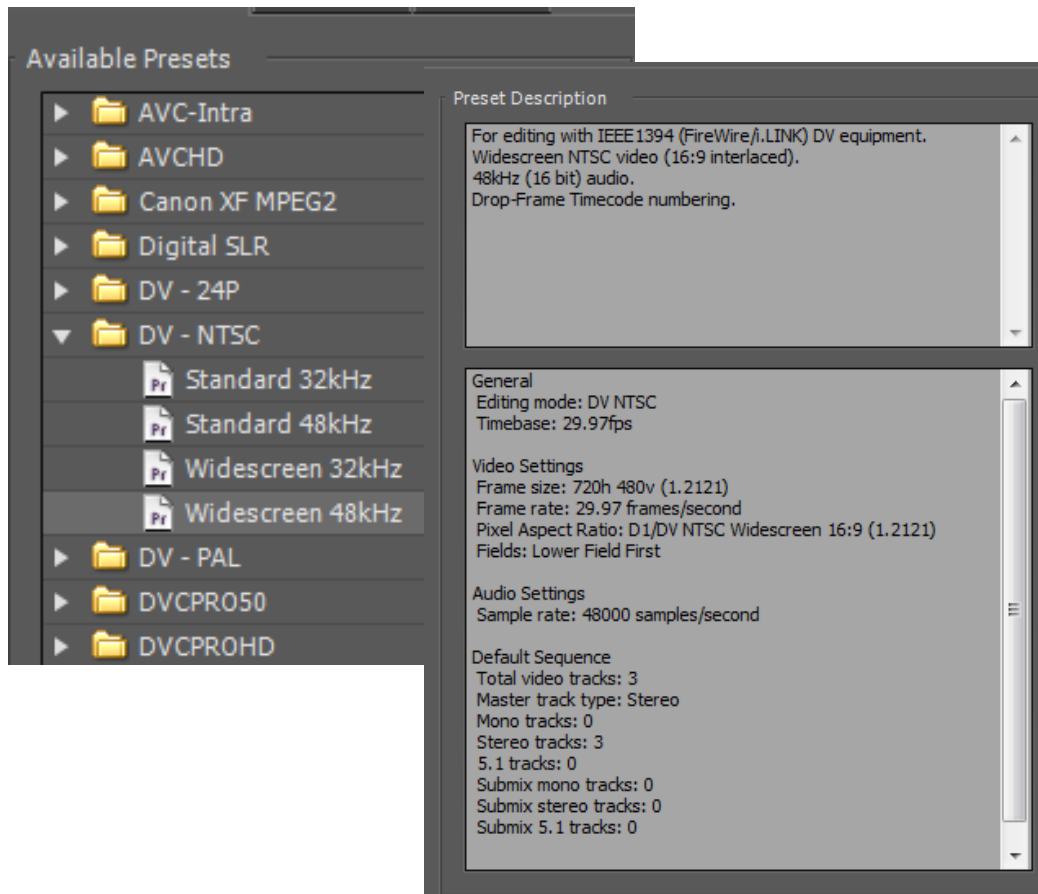 Available Presets
AVC-Intra
AVCHD
Canon XF MPEG2
Digital SLR
DV - 24P
DV - NTSC
Pr Standard 32kHz
Pr Standard 48kHz
Pr Widescreen 32kHz
Pr Widescreen 48kHz
DV - PAL
DVCPRO50
DVCPROHD
Preset Description
For editing with IEEE1394 (FireWire/i.LINK) DV equipment.
Widescreen NTSC video (16:9 interlaced).
48kHz (16 bit) audio.
Drop-Frame Timecode numbering.
General
Editing mode: DV NTSC
Timebase: 29.97fps
Video Settings
Frame size: 720h 480v (1.2121)
Frame rate: 29.97 frames/second
Pixel Aspect Ratio: D1/DV NTSC Widescreen 16:9 (1.2121)
Fields: Lower Field First
Audio Settings
Sample rate: 48000 samples/second
Default Sequence
Total video tracks: 3
Master track type: Stereo
Mono tracks: 0
Stereo tracks: 3
5.1 tracks: 0
Submix mono tracks: 0
Submix stereo tracks: 0
Submix 5.1 tracks: 0